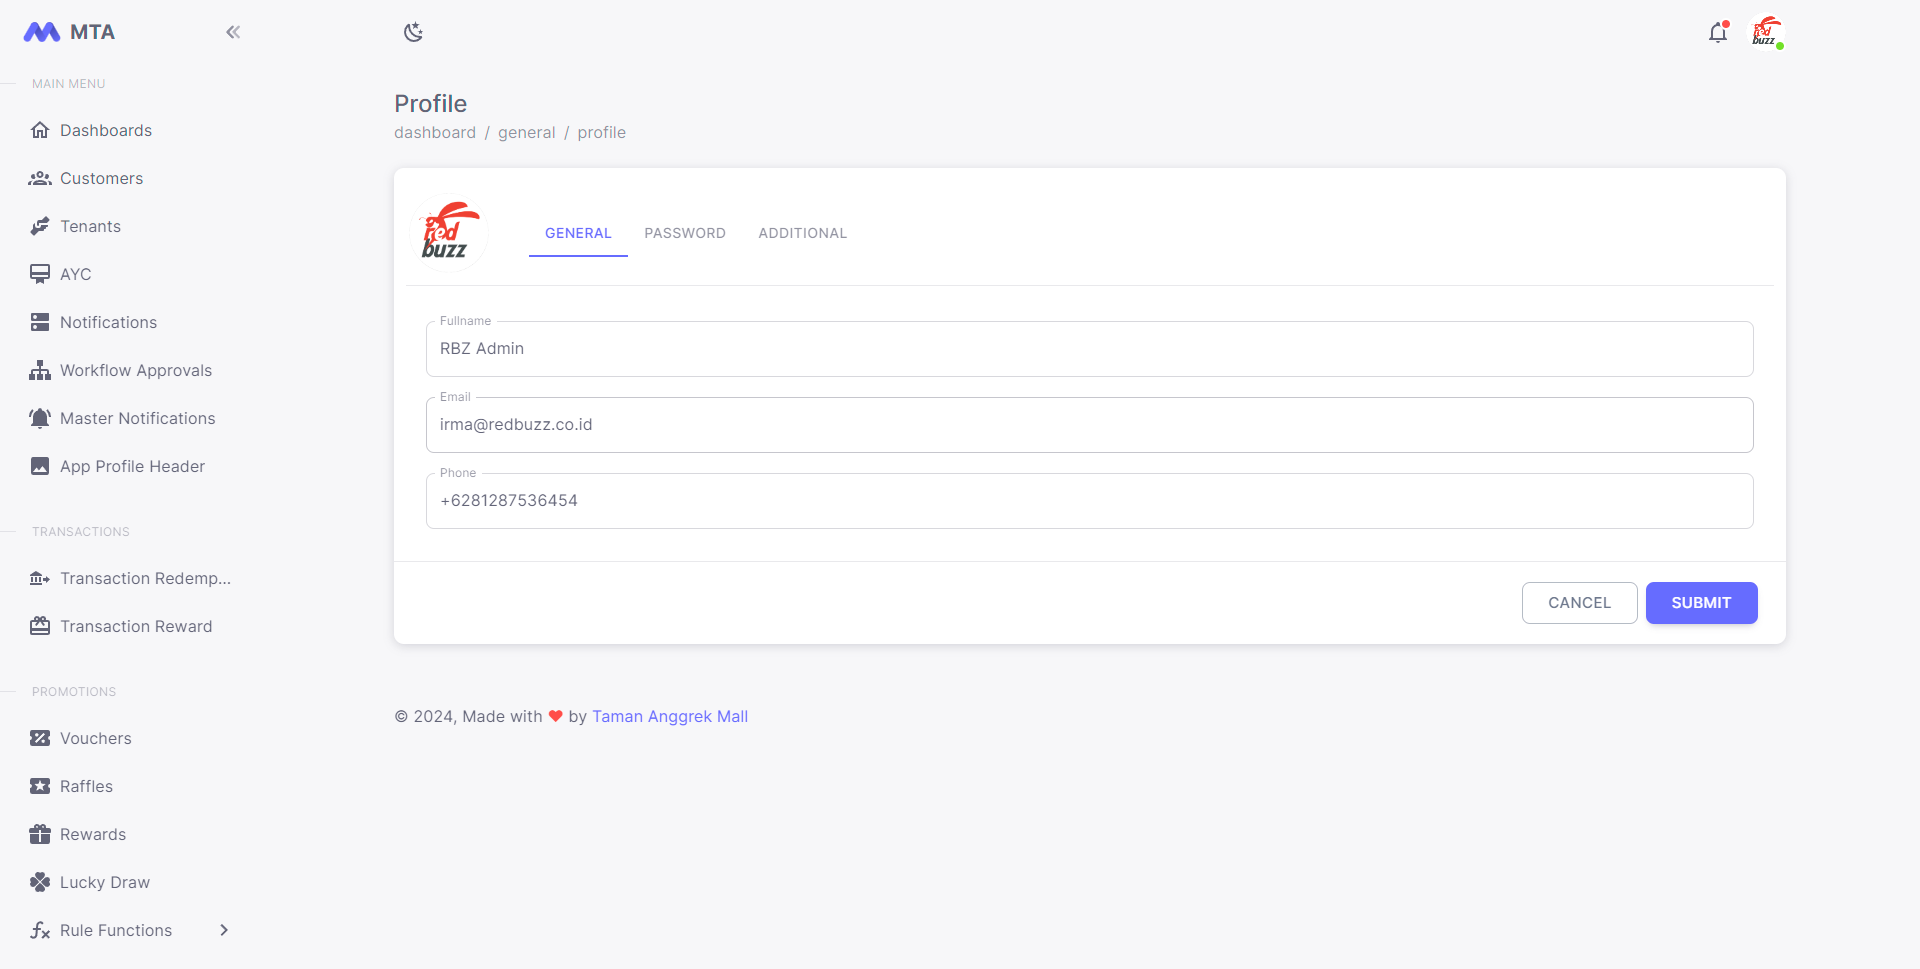 MTA
MAIN MENU
Dashboards
Customers
Tenants
AYC
Notifications
Workflow Approvals
Master Notifications
App Profile Header
TRANSACTIONS
Transaction Redemp...
Transaction Reward
PROMOTIONS
Vouchers
Raffles
Rewards
Lucky Draw
Rule Functions
red
buzz
Profile
dashboard / general / profile
red
buzz
GENERAL PASSWORD ADDITIONAL
Fullname
RBZ Admin
Email
irma@redbuzz.co.id
Phone
+6281287536454
CANCEL SUBMIT
© 2024, Made with ❤ by Taman Anggrek Mall